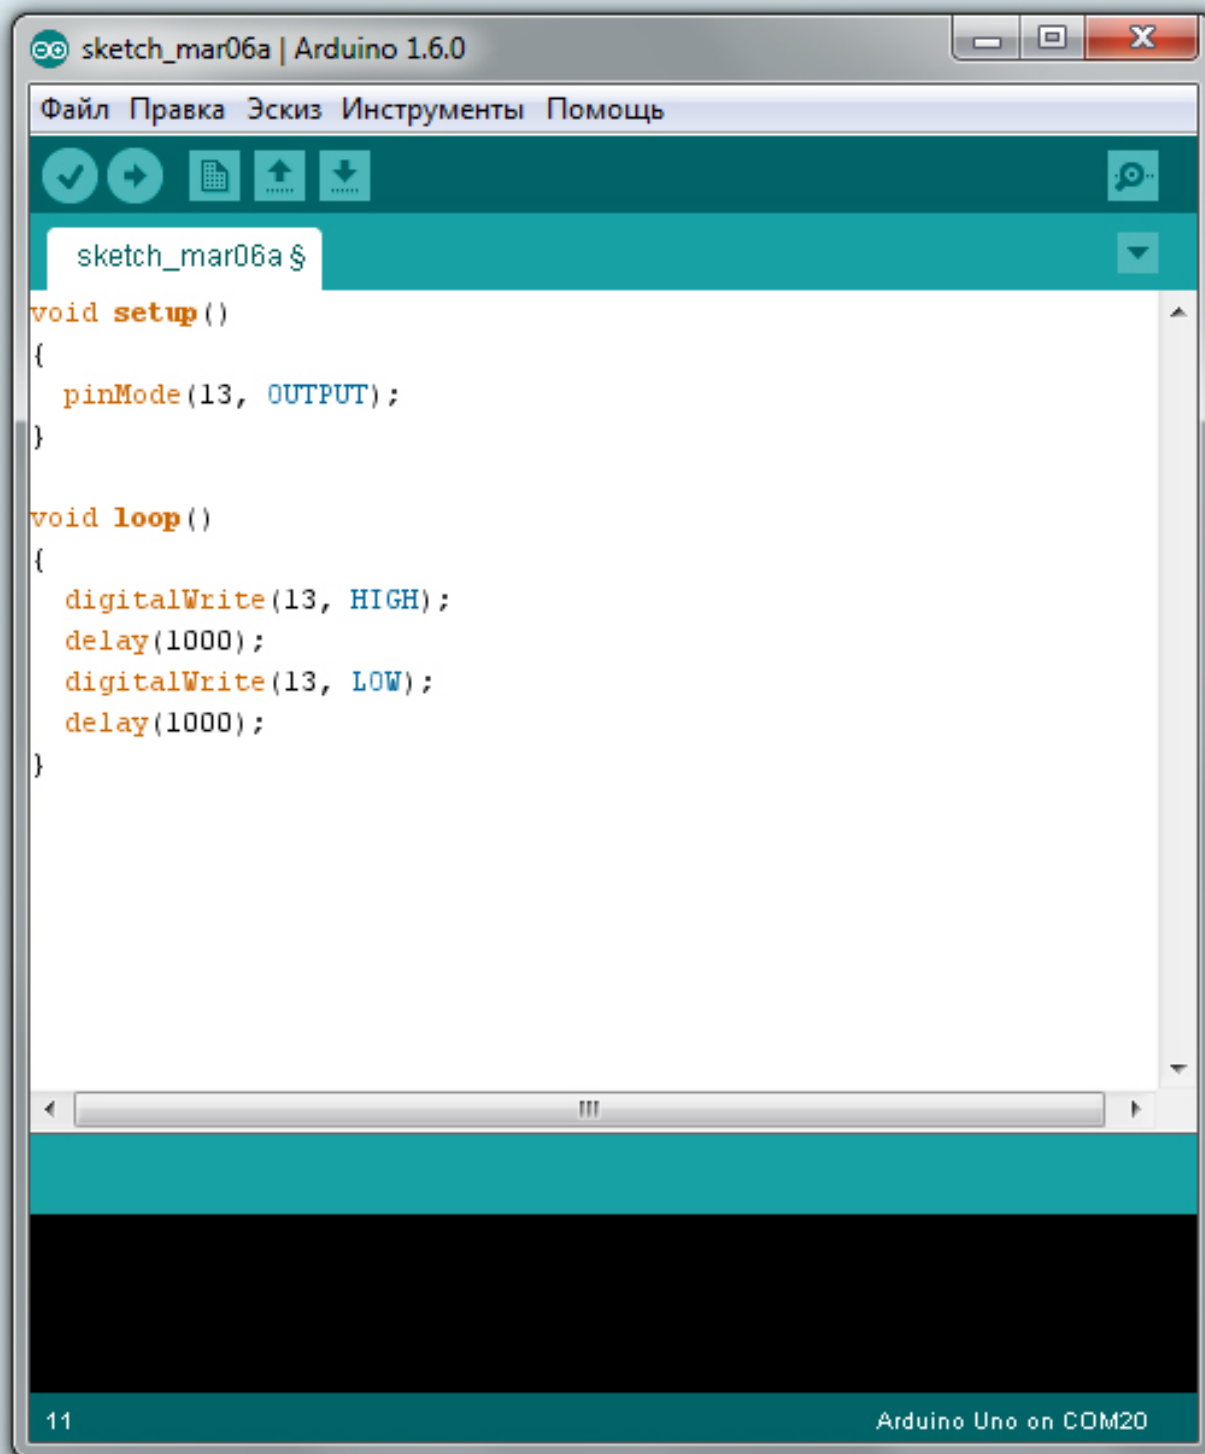 sketch_mar06a | Arduino 1.6.0
Файл Правка Эскиз Инструменты Помощь
sketch_mar06a §
void setup()
{
  pinMode(13, OUTPUT);
}
void loop()
{
  digitalWrite(13, HIGH);
  delay(1000);
  digitalWrite(13, LOW);
  delay(1000);
}
11 Arduino Uno on COM20